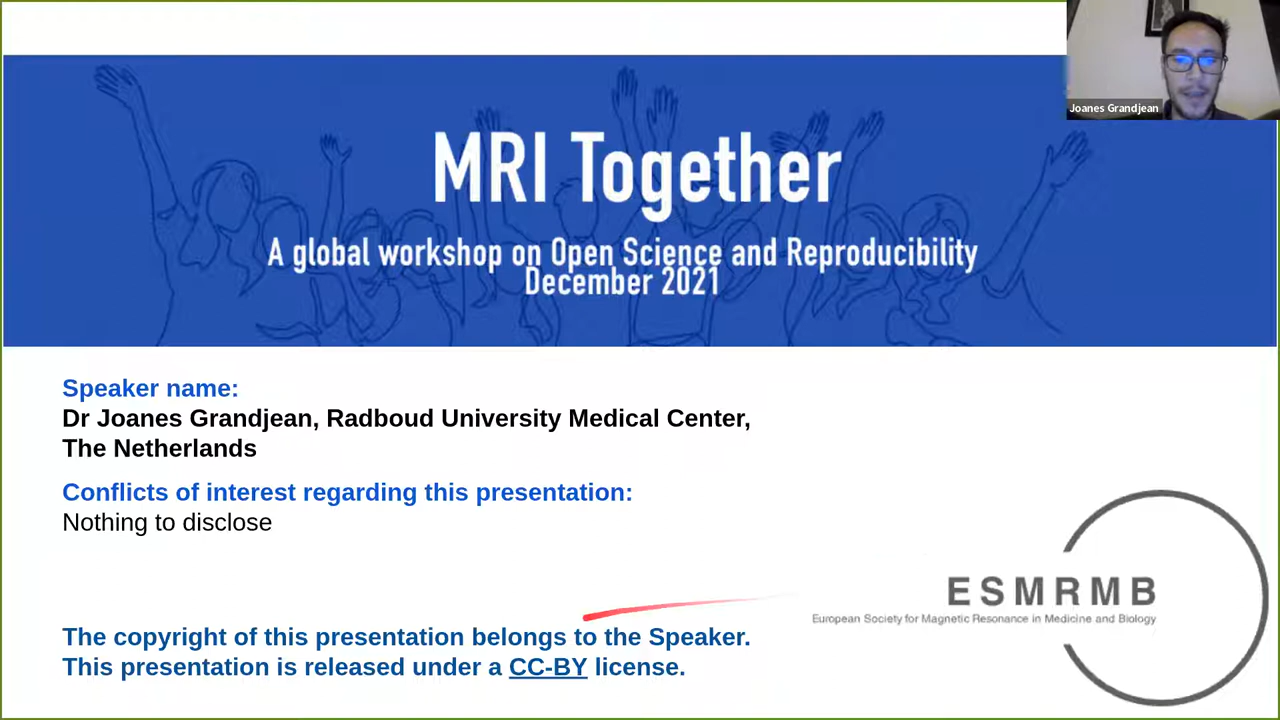 Joanes Grandjean
MRI Together
A global workshop on Open Science and Reproducibility
December 2021
Speaker name:
Dr Joanes Grandjean, Radboud University Medical Center,
The Netherlands
Conflicts of interest regarding this presentation:
Nothing to disclose
ESMRMB
European Society for Magnetic Resonance in Medicine and Biology
The copyright of this presentation belongs to the Speaker.
This presentation is released under a CC-BY license.